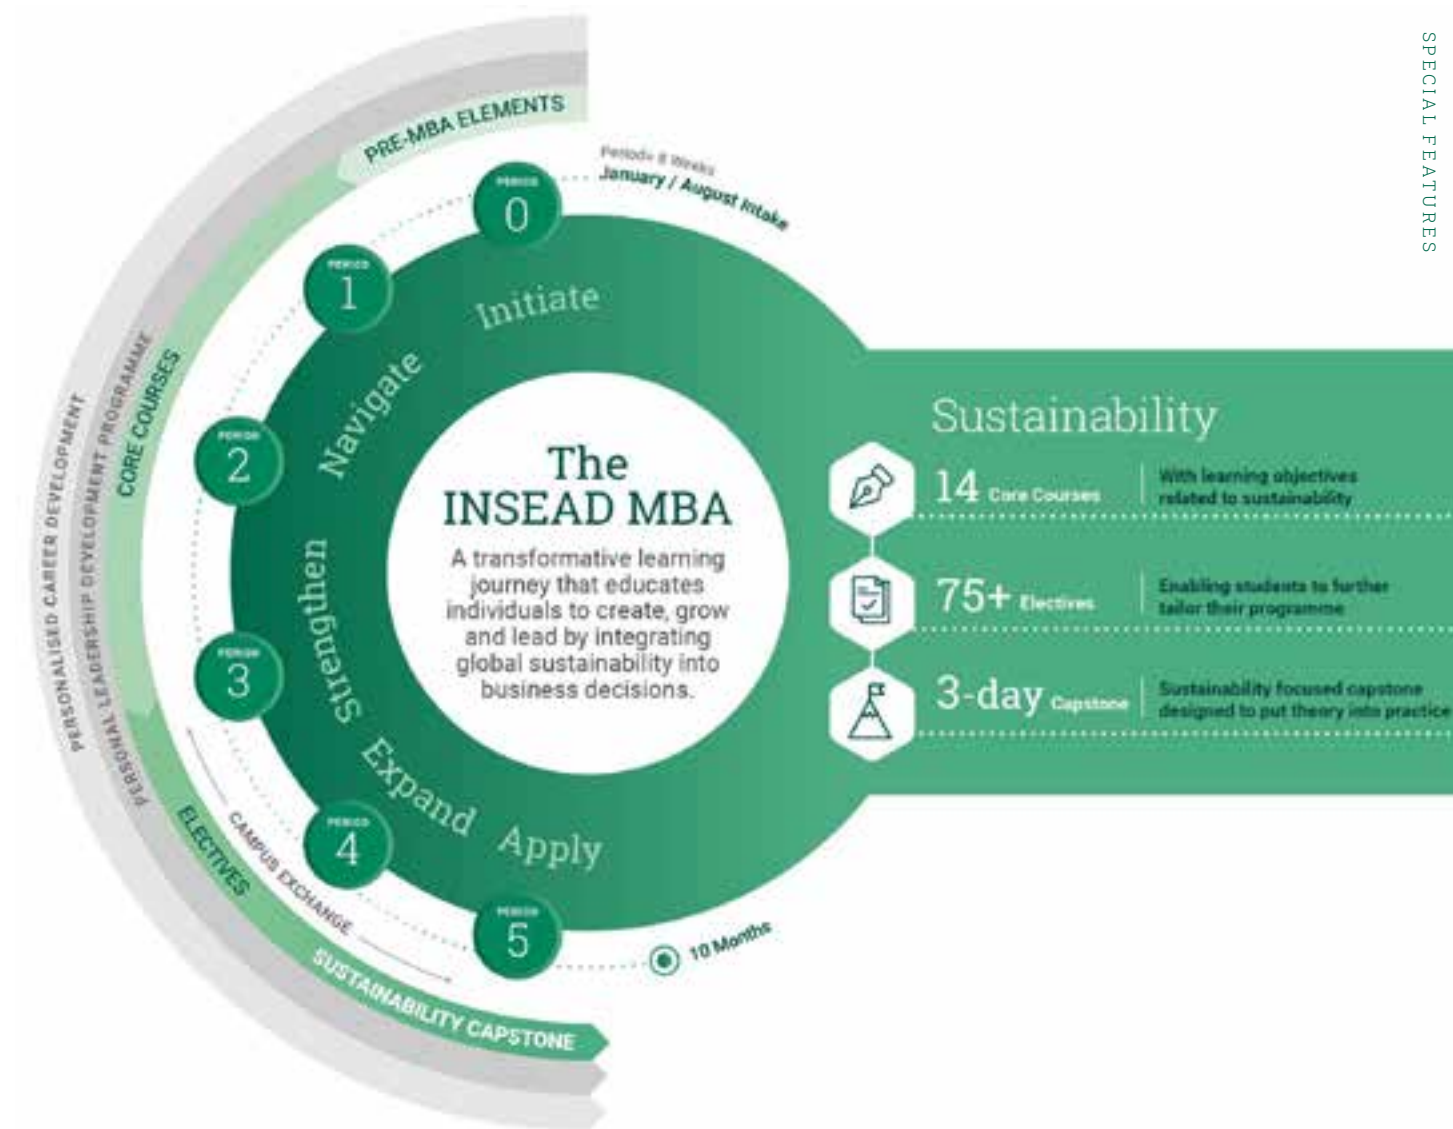 SPECIAL FEATURES
PRE-MBA ELEMENTS
CORE COURSES
ELECTIVES
SUSTAINABILITY CAPSTONE
PERSONAL LEADERSHIP DEVELOPMENT PROGRAMME
PERSONALISED CAREER DEVELOPMENT
CAMPUS EXCHANGE
Period= 8 Weeks
January / August Intake
PERIOD
0
PERIOD
1
PERIOD
2
PERIOD
3
PERIOD
4
PERIOD
5
10 Months
Initiate
Navigate
Strengthen
Expand
Apply
The
INSEAD MBA
A transformative learning
journey that educates
individuals to create, grow
and lead by integrating
global sustainability into
business decisions.
Sustainability
14 Core Courses
With learning objectives
related to sustainability
75+ Electives
Enabling students to further
tailor their programme
3-day Capstone
Sustainability focused capstone
designed to put theory into practice